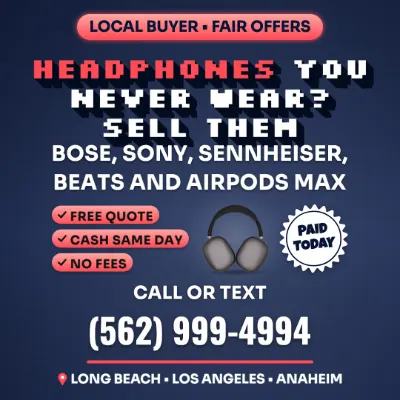 LOCAL BUYER • FAIR OFFERS
HEADPHONES YOU
NEVER WEAR?
SELL THEM
BOSE, SONY, SENNHEISER,
BEATS AND AIRPODS MAX
✓ FREE QUOTE
✓ CASH SAME DAY
✓ NO FEES
PAID
TODAY
CALL OR TEXT
(562) 999-4994
LONG BEACH • LOS ANGELES • ANAHEIM